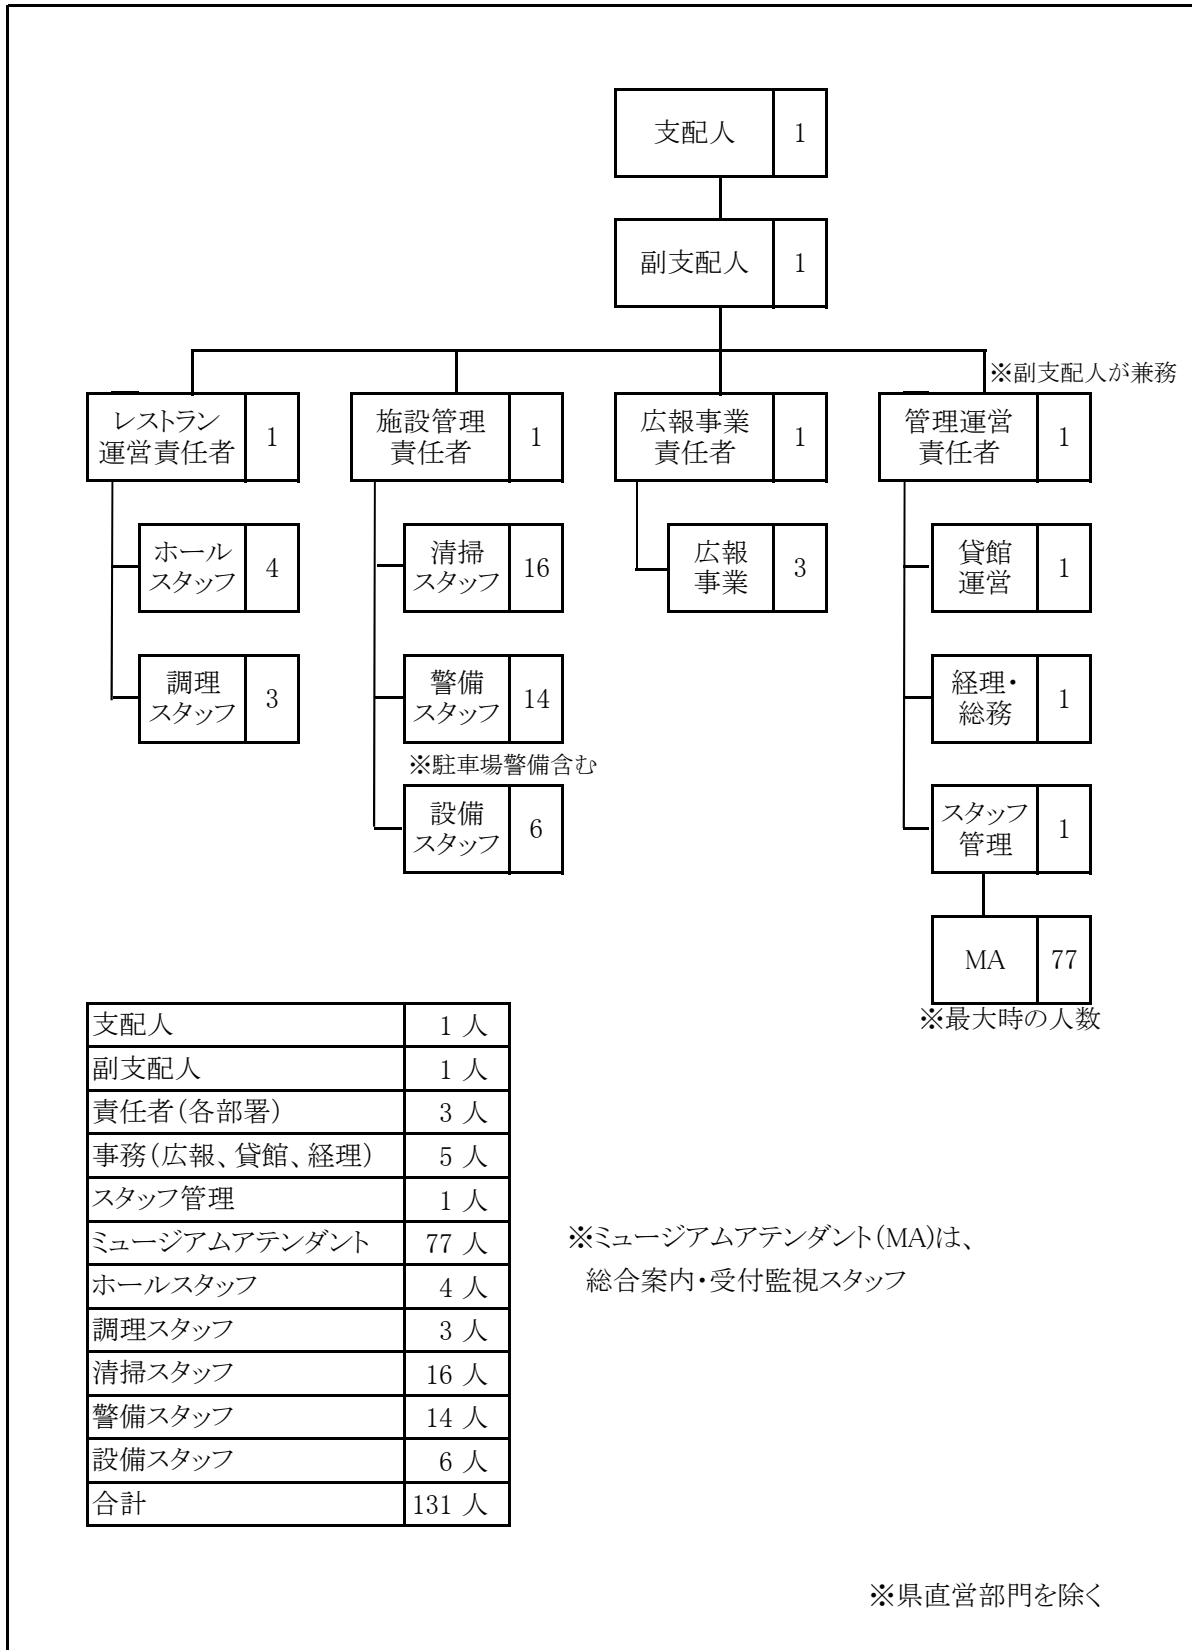 支配人 1
副支配人 1
※副支配人が兼務
レストラン
運営責任者 1
施設管理
責任者 1
広報事業
責任者 1
管理運営
責任者 1
ホール
スタッフ 4
清掃
スタッフ 16
広報
事業 3
貸館
運営 1
調理
スタッフ 3
警備
スタッフ 14
経理・
総務 1
※駐車場警備含む
設備
スタッフ 6
スタッフ
管理 1
MA 77
※最大時の人数
支配人 1 人
副支配人 1 人
責任者(各部署) 3 人
事務(広報、貸館、経理) 5 人
スタッフ管理 1 人
ミュージアムアテンダント 77 人
ホールスタッフ 4 人
調理スタッフ 3 人
清掃スタッフ 16 人
警備スタッフ 14 人
設備スタッフ 6 人
合計 131 人
※ミュージアムアテンダント(MA)は、
総合案内・受付監視スタッフ
※県直営部門を除く